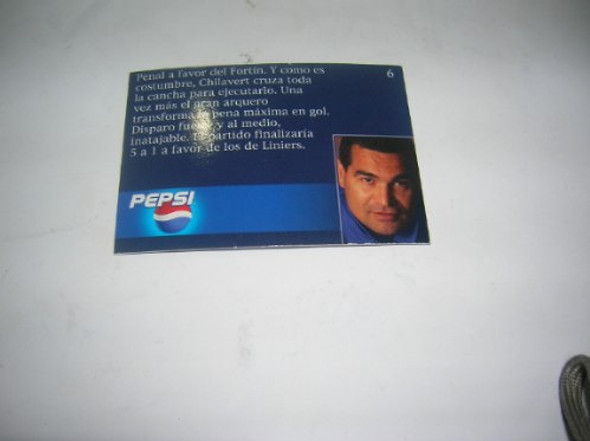 Penal a favor del Fortín. Y como es
6
costumbre, Chilavert cruza toda
la cancha para ejecutarlo. Una
vez más el gran arquero
transforma pena máxima en gol.
Disparo y al medio,
inatajable. partido finalizaría
5 a 1 a favor de los de Liniers.
PEPSI